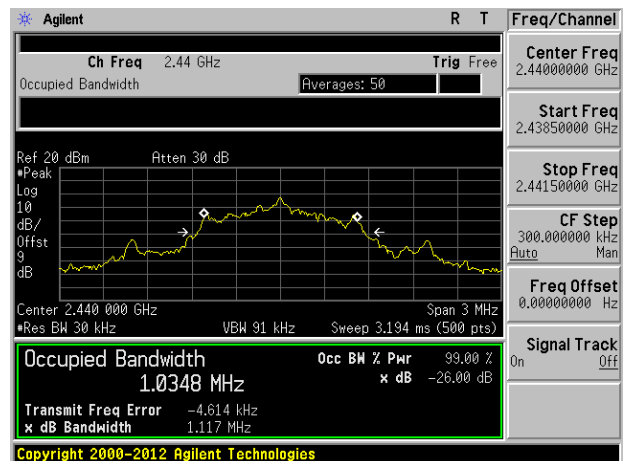 Agilent
R T
Freq/Channel
Ch Freq 2.44 GHz
Trig Free
Occupied Bandwidth
Averages: 50
Center Freq
2.44000000 GHz
Start Freq
2.43850000 GHz
Stop Freq
2.44150000 GHz
CF Step
300.000000 kHz
Auto Man
Freq Offset
0.00000000 Hz
Signal Track
On Off
Ref 20 dBm
Atten 30 dB
*Peak
Log
10
dB/
Offst
9
dB
Center 2.440 000 GHz
Span 3 MHz
*Res BW 30 kHz
VBW 91 kHz
Sweep 3.194 ms (500 pts)
Occupied Bandwidth
1.0348 MHz
Occ BW % Pwr 99.00 %
x dB -26.00 dB
Transmit Freq Error -4.614 kHz
x dB Bandwidth 1.117 MHz
Copyright 2000-2012 Agilent Technologies